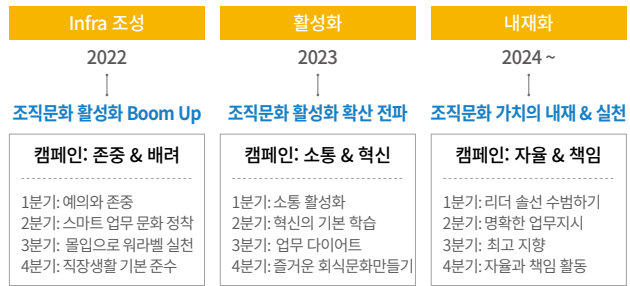 Infra 조성
2022
조직문화 활성화 Boom Up
캠페인: 존중 & 배려
1분기: 예의와 존중
2분기: 스마트 업무 문화 정착
3분기: 몰입으로 워라벨 실천
4분기: 직장생활 기본 준수
활성화
2023
조직문화 활성화 확산 전파
캠페인: 소통 & 혁신
1분기: 소통 활성화
2분기: 혁신의 기본 학습
3분기: 업무 다이어트
4분기: 즐거운 회식문화만들기
내재화
2024 ~
조직문화 가치의 내재 & 실천
캠페인: 자율 & 책임
1분기: 리더 솔선 수범하기
2분기: 명확한 업무지시
3분기: 최고 지향
4분기: 자율과 책임 활동